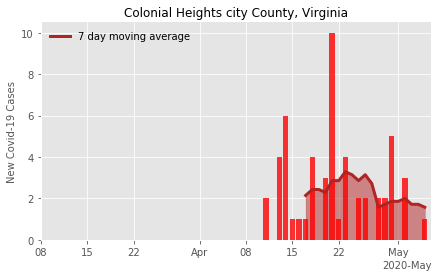 Colonial Heights city County, Virginia
7 day moving average
New Covid-19 Cases
10
8
6
4
2
0
08 15 22 Apr 08 15 22 May
2020-May